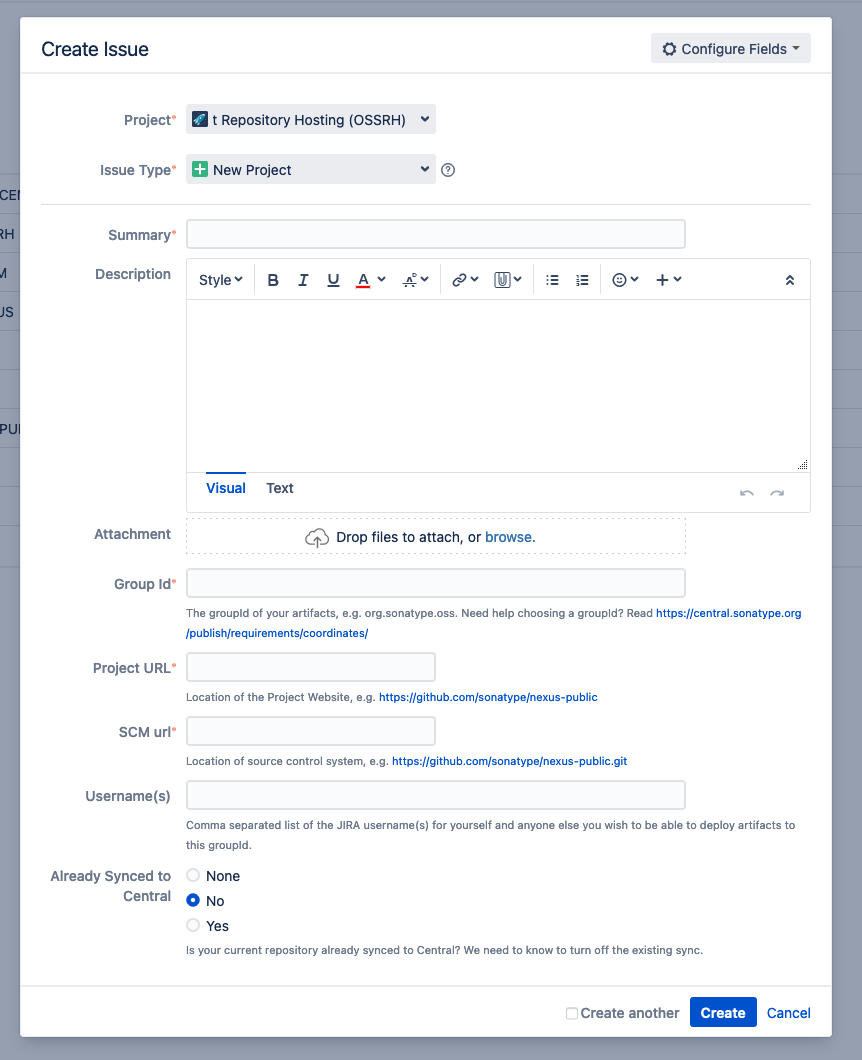 Create Issue
Configure Fields
Project*
t Repository Hosting (OSSRH)
Issue Type*
New Project
Summary*
Description
Style
B I U A
Visual
Text
Attachment
Drop files to attach, or browse.
Group Id*
The groupId of your artifacts, e.g. org.sonatype.oss. Need help choosing a groupId? Read https://central.sonatype.org
/publish/requirements/coordinates/
Project URL*
Location of the Project Website, e.g. https://github.com/sonatype/nexus-public
SCM url*
Location of source control system, e.g. https://github.com/sonatype/nexus-public.git
Username(s)
Comma separated list of the JIRA username(s) for yourself and anyone else you wish to be able to deploy artifacts to
this groupId.
Already Synced to
Central
None
No
Yes
Is your current repository already synced to Central? We need to know to turn off the existing sync.
Create another
Create
Cancel
CEN
RH
M
US
PUI